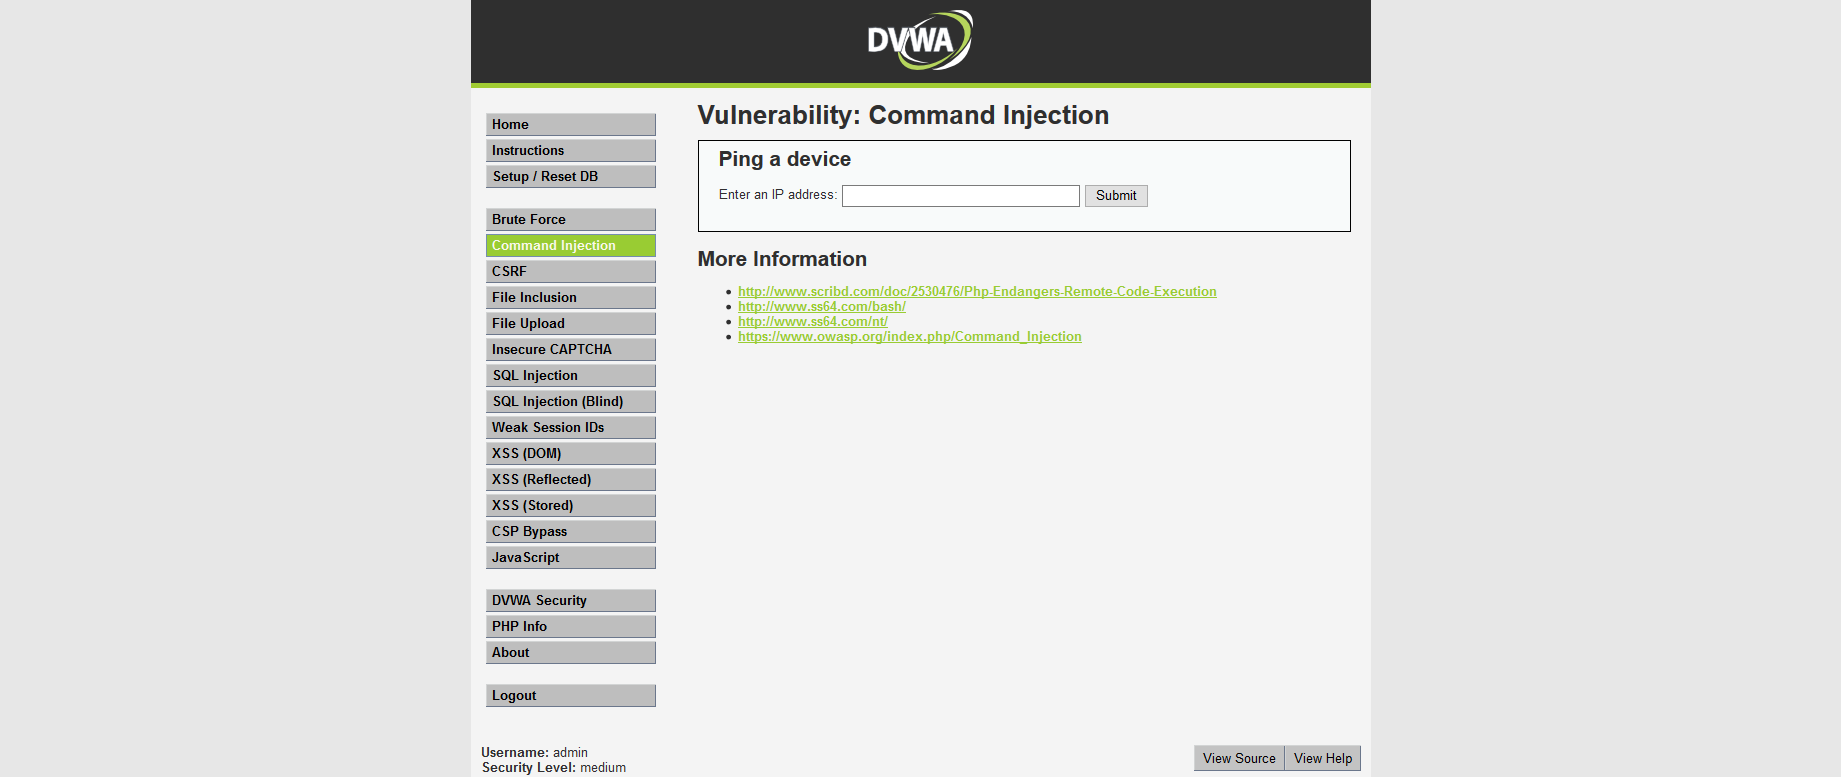 DVWA
Home
Instructions
Setup / Reset DB
Brute Force
Command Injection
CSRF
File Inclusion
File Upload
Insecure CAPTCHA
SQL Injection
SQL Injection (Blind)
Weak Session IDs
XSS (DOM)
XSS (Reflected)
XSS (Stored)
CSP Bypass
JavaScript
DVWA Security
PHP Info
About
Logout
Vulnerability: Command Injection
Ping a device
Enter an IP address: Submit
More Information
http://www.scribd.com/doc/2530476/Php-Endangers-Remote-Code-Execution
http://www.ss64.com/bash/
http://www.ss64.com/nt/
https://www.owasp.org/index.php/Command_Injection
Username: admin
Security Level: medium
View Source View Help